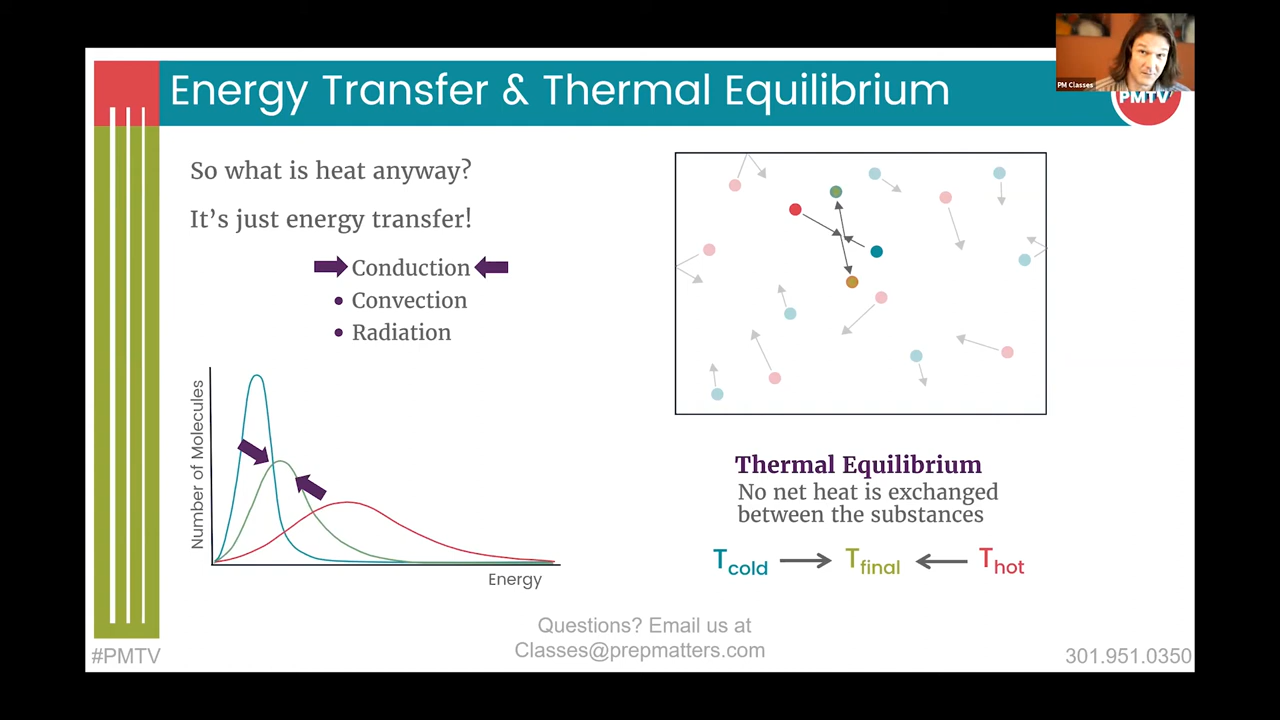 Energy Transfer & Thermal Equilibrium
PM Classes
PMTV
So what is heat anyway?
It's just energy transfer!
Conduction
• Convection
• Radiation
Number of Molecules
Energy
Thermal Equilibrium
No net heat is exchanged
between the substances
Tcold
Tfinal
Thot
Questions? Email us at
Classes@prepmatters.com
#PMTV
301.951.0350